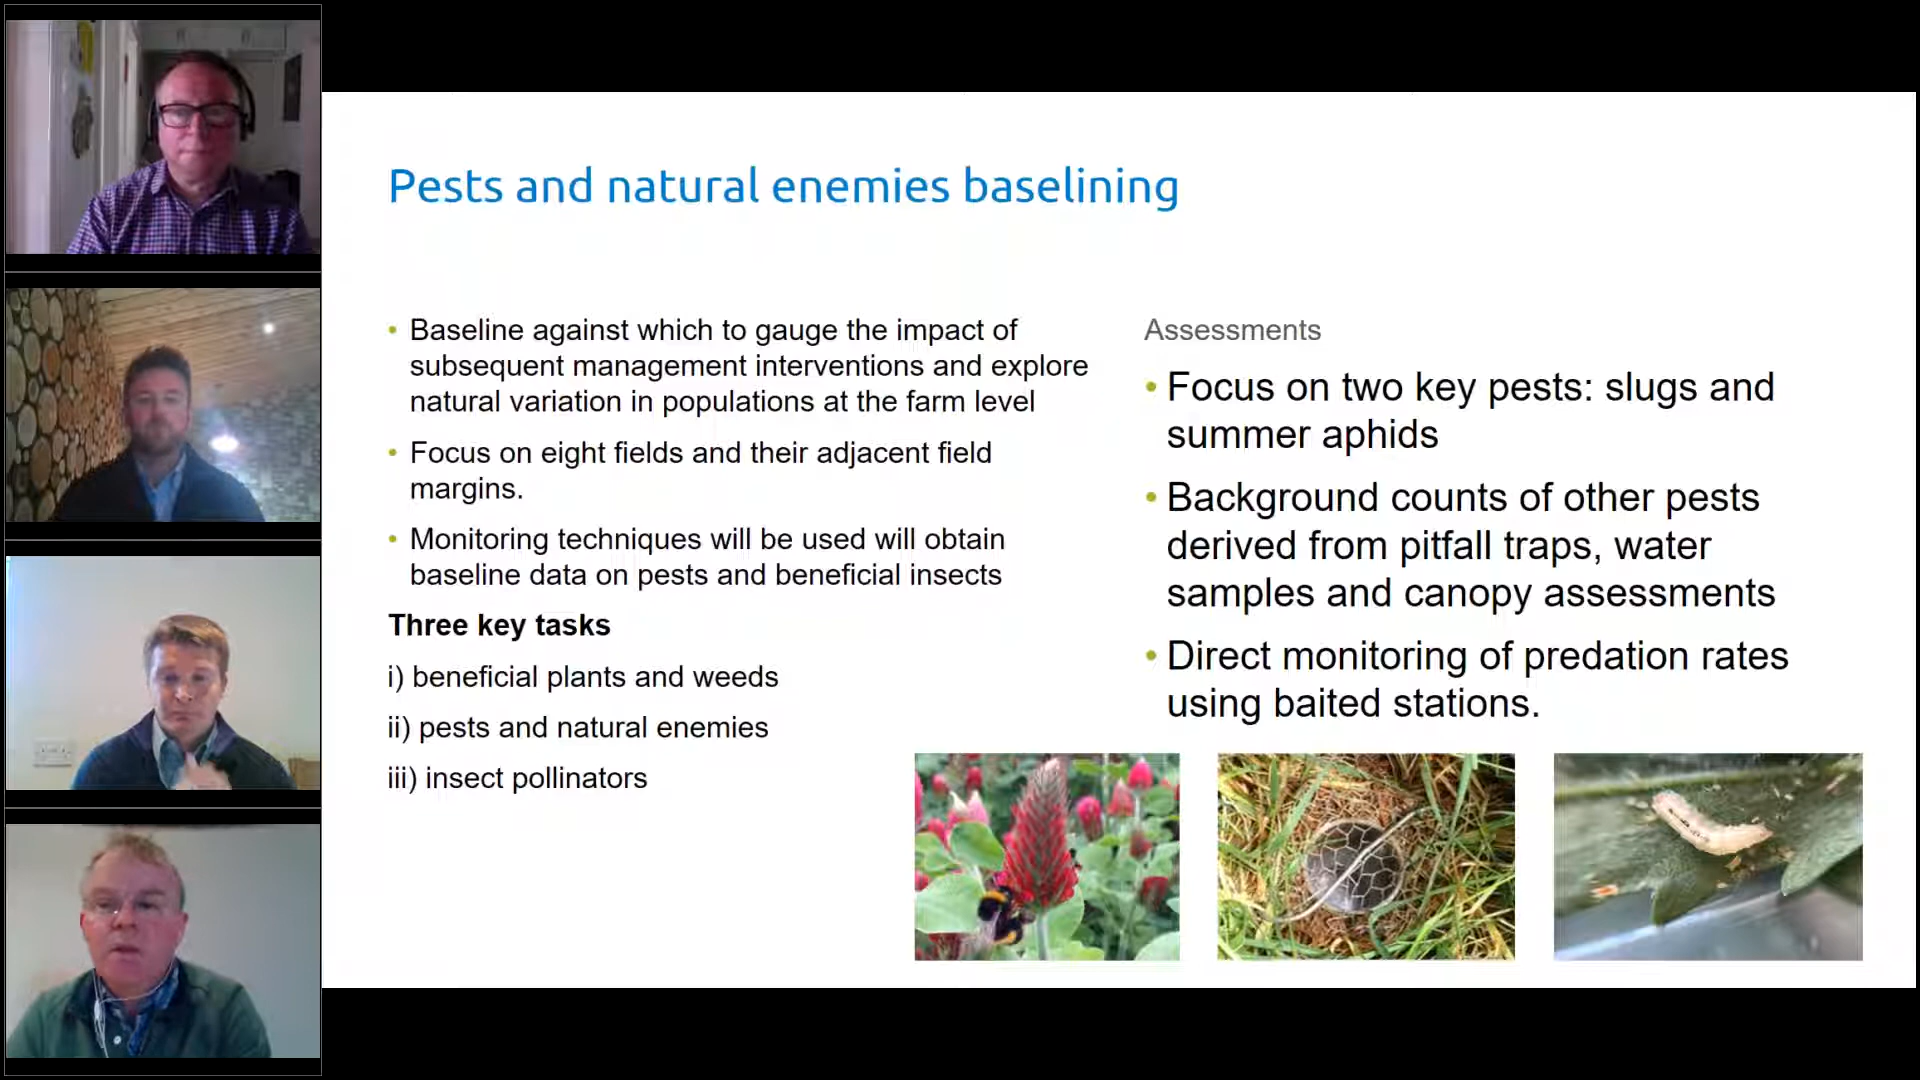 Pests and natural enemies baselining
• Baseline against which to gauge the impact of
subsequent management interventions and explore
natural variation in populations at the farm level
• Focus on eight fields and their adjacent field
margins.
• Monitoring techniques will be used will obtain
baseline data on pests and beneficial insects
Three key tasks
i) beneficial plants and weeds
ii) pests and natural enemies
iii) insect pollinators
Assessments
• Focus on two key pests: slugs and
summer aphids
• Background counts of other pests
derived from pitfall traps, water
samples and canopy assessments
• Direct monitoring of predation rates
using baited stations.